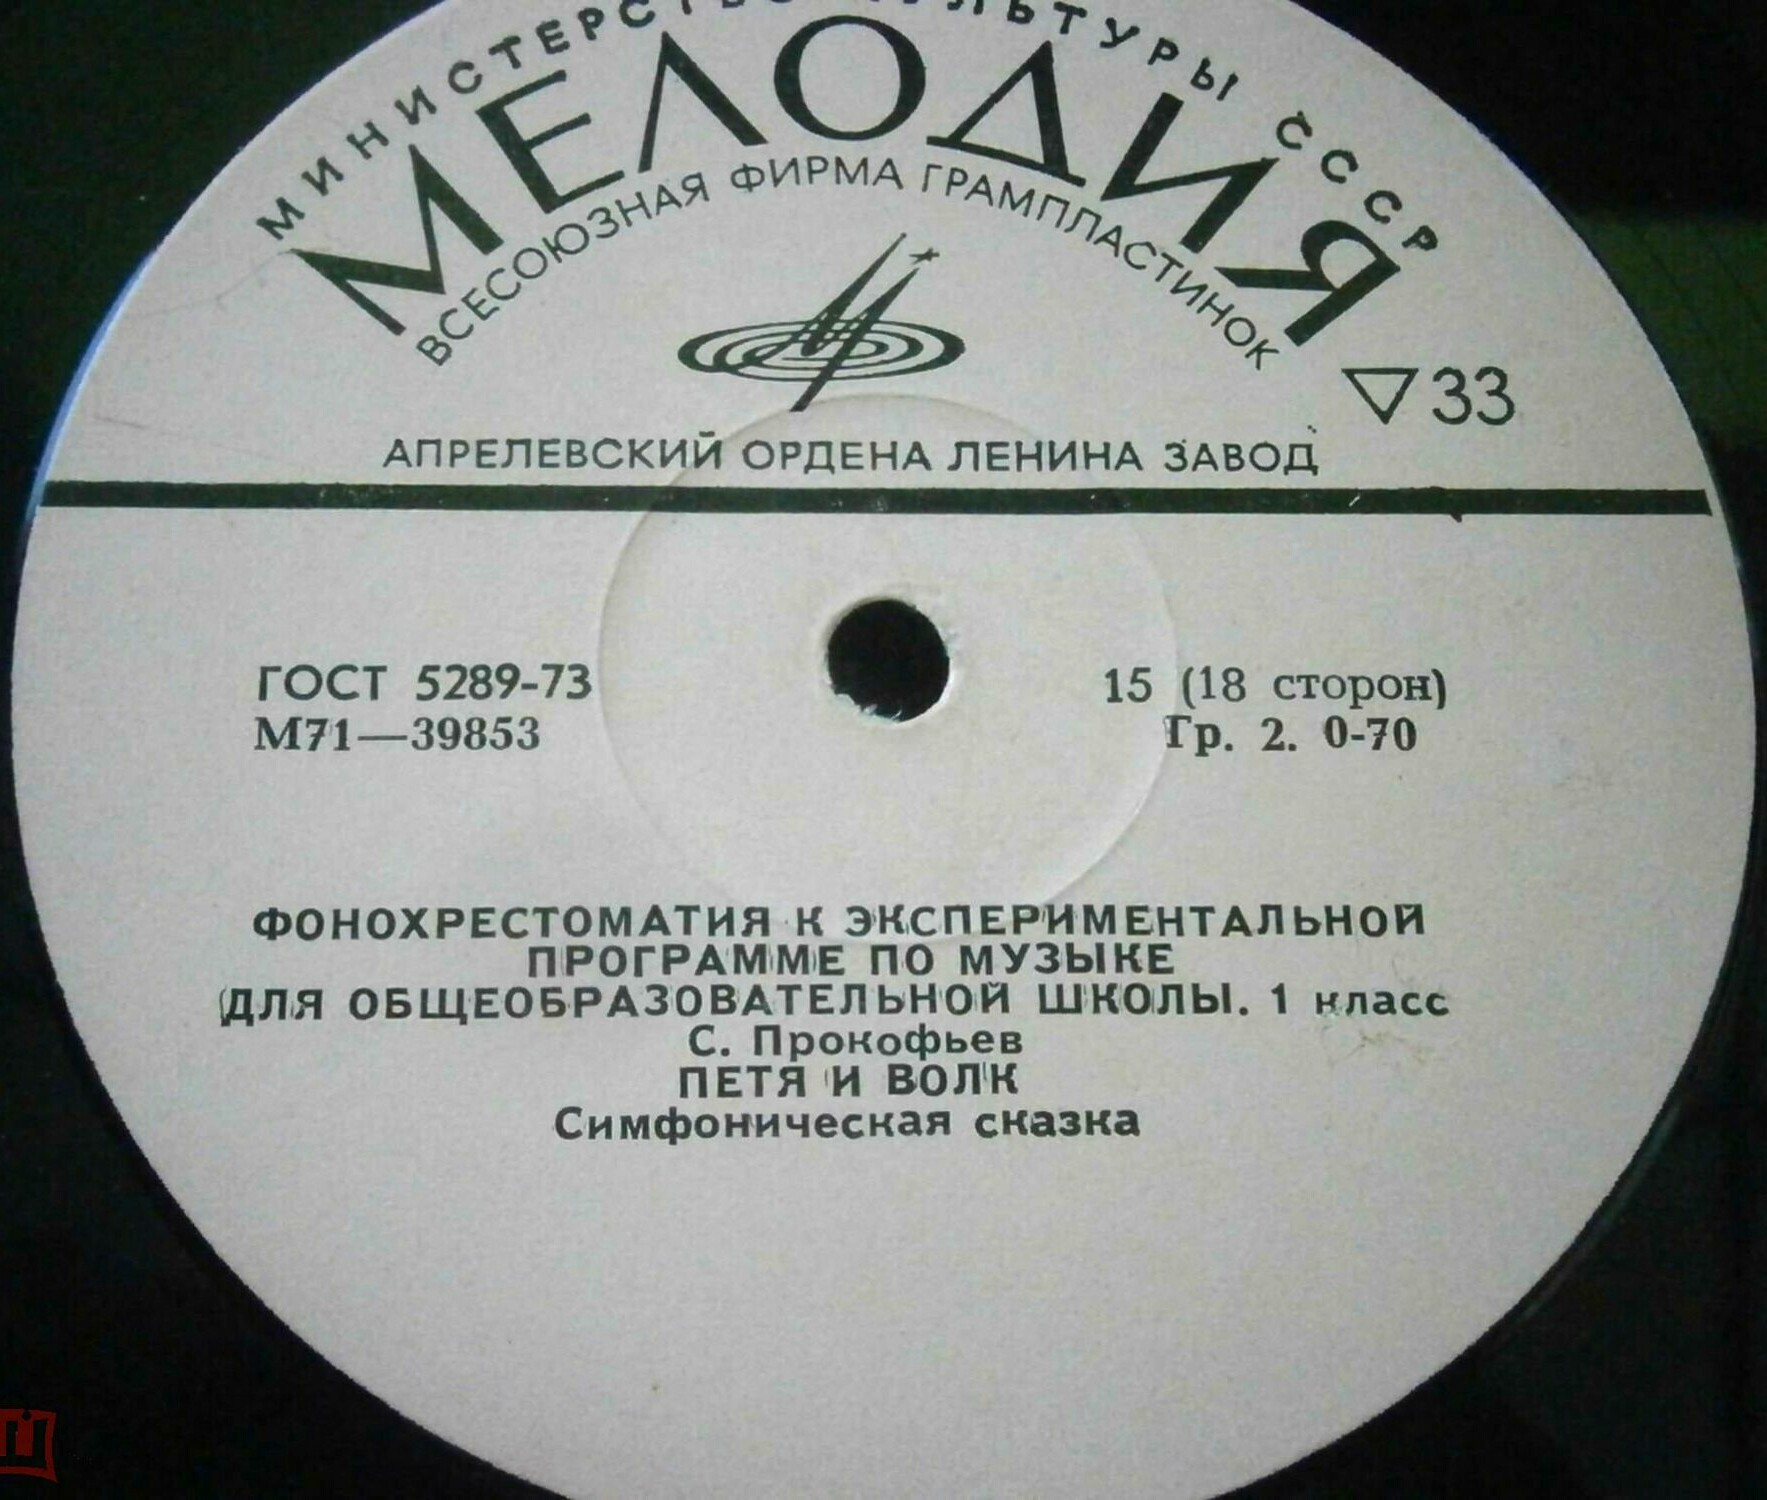 МИНИСТЕРСТВО КУЛЬТУРЫ СССР
МЕЛОДИЯ
ВСЕСОЮЗНАЯ ФИРМА ГРАМПЛАСТИНОК
▽33
АПРЕЛЕВСКИЙ ОРДЕНА ЛЕНИНА ЗАВОД
ГОСТ 5289-73
15 (18 сторон)
М71—39853
Гр. 2. 0-70
ФОНОХРЕСТОМАТИЯ К ЭКСПЕРИМЕНТАЛЬНОЙ
ПРОГРАММЕ ПО МУЗЫКЕ
ДЛЯ ОБЩЕОБРАЗОВАТЕЛЬНОЙ ШКОЛЫ. 1 класс
С. Прокофьев
ПЕТЯ И ВОЛК
Симфоническая сказка